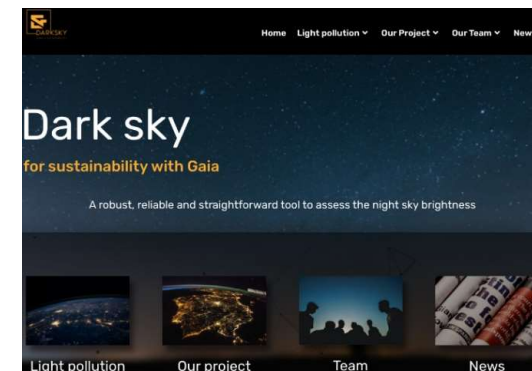 DARKSKY
Home Light pollution Our Project Our Team New
Dark sky
for sustainability with Gaia
A robust, reliable and straightforward tool to assess the night sky brightness
Light pollution Our project Team News